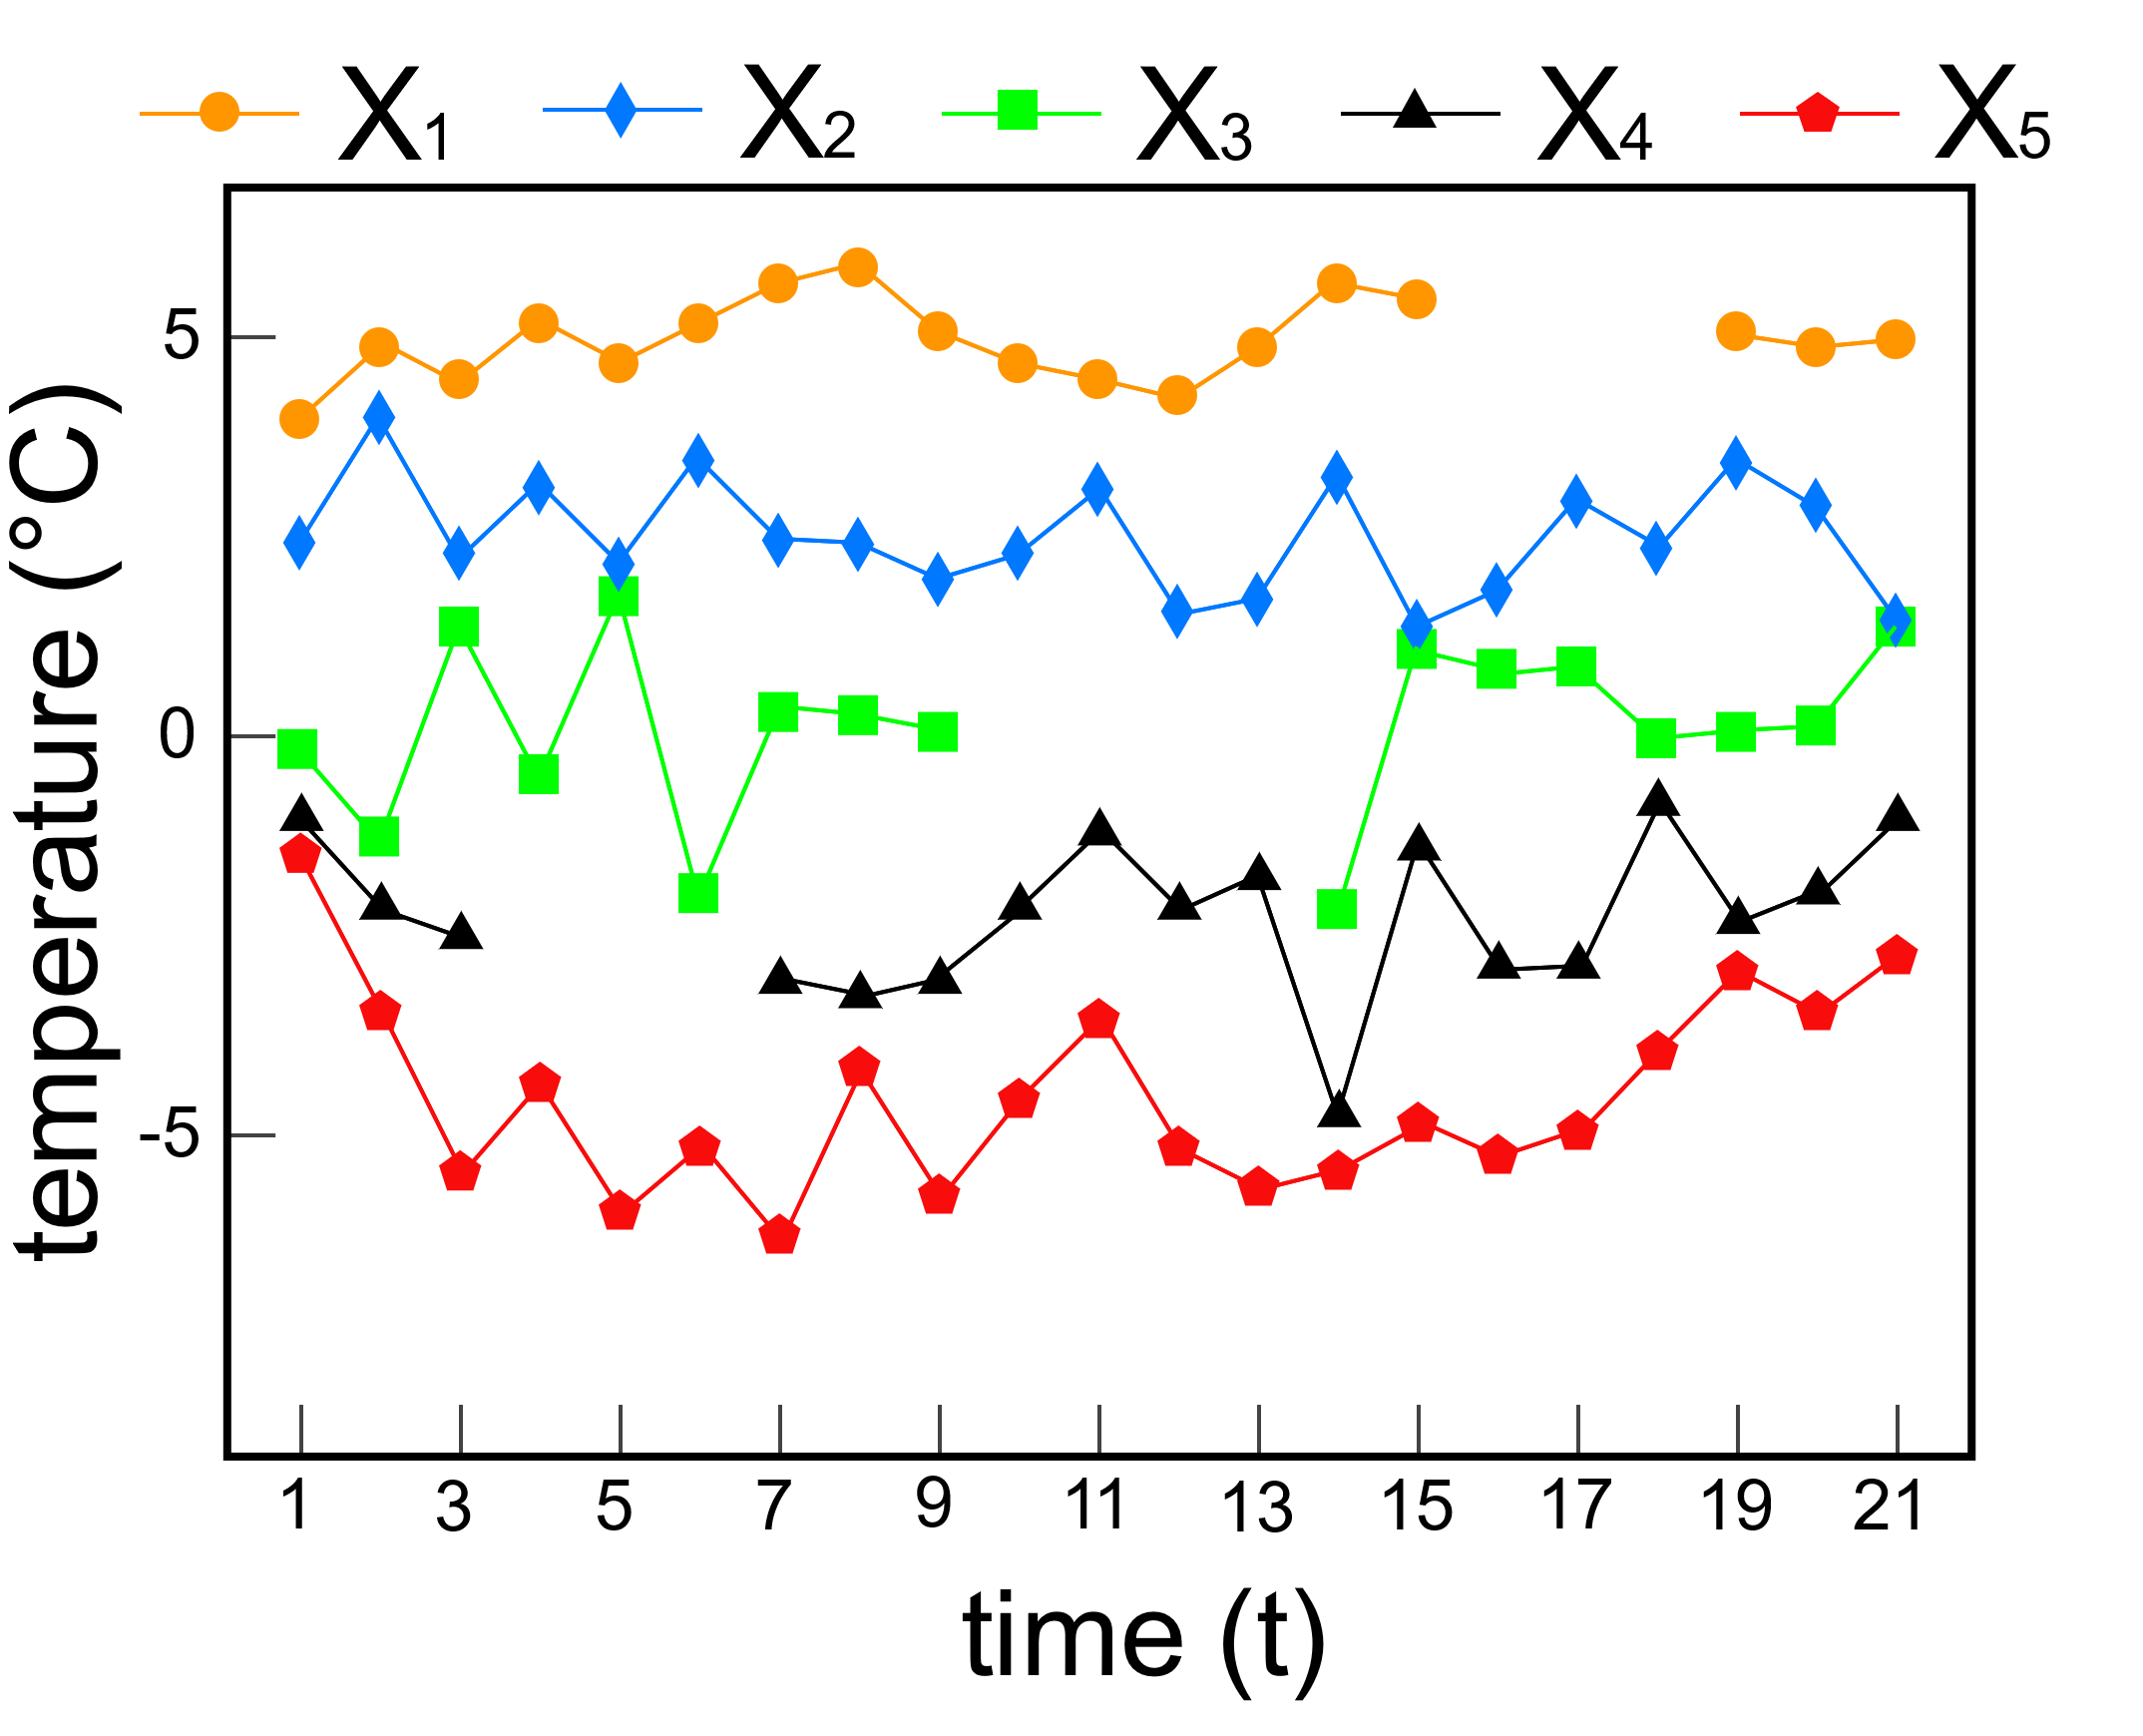 X₁ X₂ X₃ X₄ X₅
temperature (°C)
5
0
-5
1 3 5 7 9 11 13 15 17 19 21
time (t)